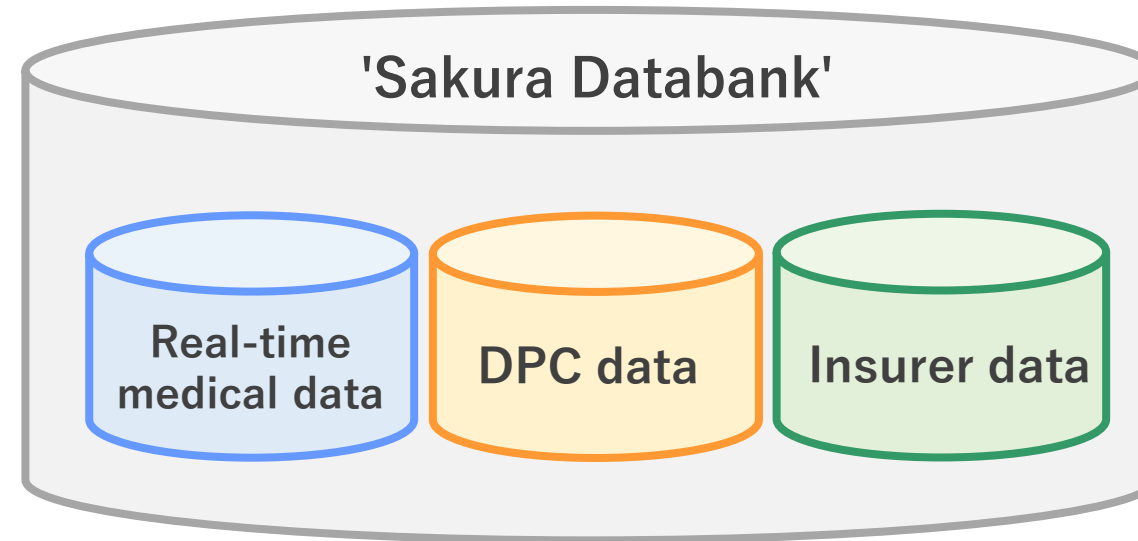 'Sakura Databank'
Real-time
medical data
DPC data
Insurer data